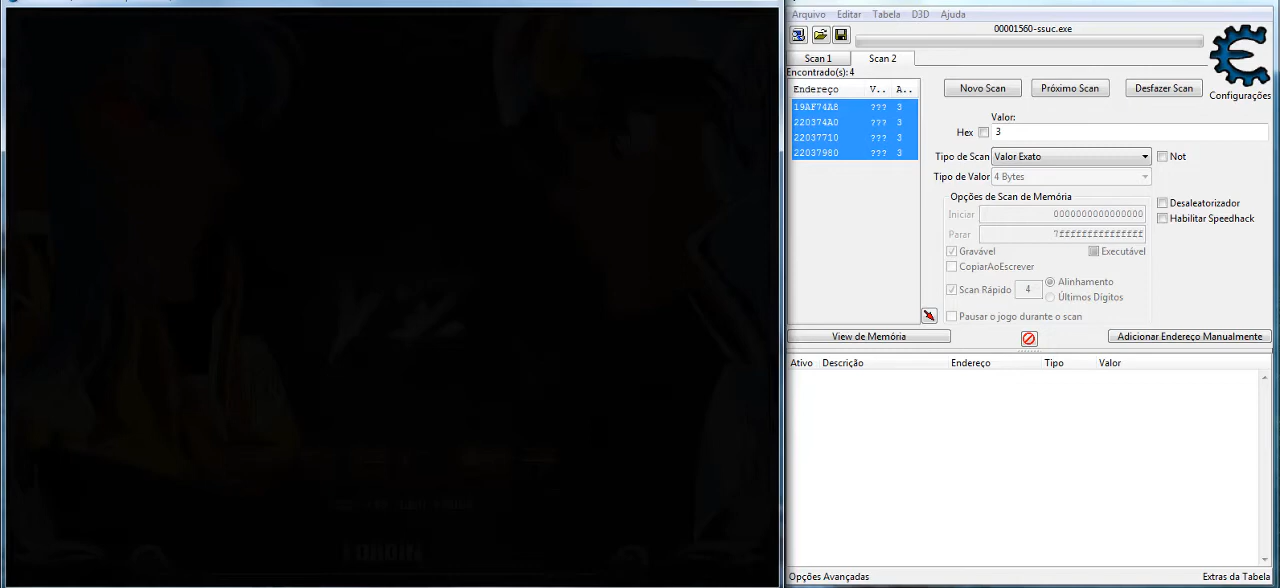 Arquivo Editar Tabela D3D Ajuda
00001560-ssuc.exe
Scan 1 Scan 2
Encontrado(s): 4
Endereço V.. A..
19AF74A8 ??? 3
220374A0 ??? 3
22037710 ??? 3
22037980 ??? 3
Novo Scan Próximo Scan Desfazer Scan
Configurações
Valor:
Hex 3
Tipo de Scan Valor Exato Not
Tipo de Valor 4 Bytes
Opções de Scan de Memória
Iniciar 0000000000000000
Parar 7fffffffffffffff
Desaleatorizador
Habilitar Speedhack
Gravável Executável
CopiarAoEscrever
Scan Rápido 4 Alinhamento
Últimos Dígitos
Pausar o jogo durante o scan
View de Memória Adicionar Endereço Manualmente
Ativo Descrição Endereço Tipo Valor
Opções Avançadas Extras da Tabela